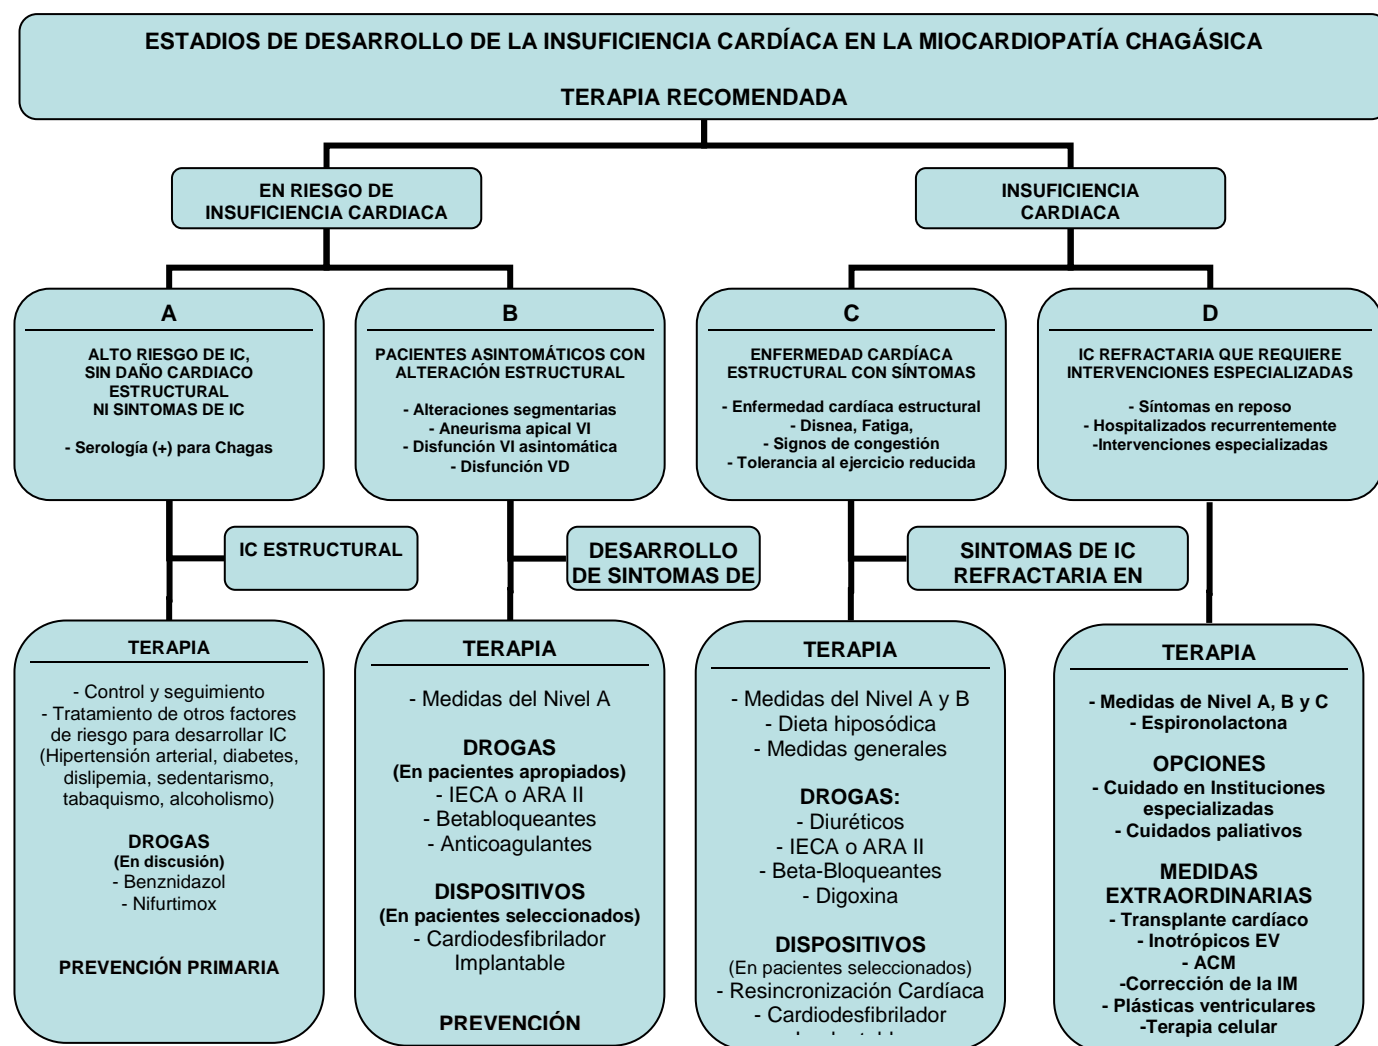 ESTADIOS DE DESARROLLO DE LA INSUFICIENCIA CARDÍACA EN LA MIOCARDIOPATÍA CHAGÁSICA
TERAPIA RECOMENDADA
EN RIESGO DE
INSUFICIENCIA CARDIACA
INSUFICIENCIA
CARDIACA
A
ALTO RIESGO DE IC,
SIN DAÑO CARDIACO
ESTRUCTURAL
NI SINTOMAS DE IC
- Serología (+) para Chagas
B
PACIENTES ASINTOMÁTICOS CON
ALTERACIÓN ESTRUCTURAL
- Alteraciones segmentarias
- Aneurisma apical VI
- Disfunción VI asintomática
- Disfunción VD
C
ENFERMEDAD CARDÍACA
ESTRUCTURAL CON SÍNTOMAS
- Enfermedad cardíaca estructural
- Disnea, Fatiga,
- Signos de congestión
- Tolerancia al ejercicio reducida
D
IC REFRACTARIA QUE REQUIERE
INTERVENCIONES ESPECIALIZADAS
- Síntomas en reposo
- Hospitalizados recurrentemente
-Intervenciones especializadas
IC ESTRUCTURAL
DESARROLLO
DE SINTOMAS DE
SINTOMAS DE IC
REFRACTARIA EN
TERAPIA
- Control y seguimiento
- Tratamiento de otros factores
de riesgo para desarrollar IC
(Hipertensión arterial, diabetes,
dislipemia, sedentarismo,
tabaquismo, alcoholismo)
DROGAS
(En discusión)
- Benznidazol
- Nifurtimox
PREVENCIÓN PRIMARIA
TERAPIA
- Medidas del Nivel A
DROGAS
(En pacientes apropiados)
- IECA o ARA II
- Betabloqueantes
- Anticoagulantes
DISPOSITIVOS
(En pacientes seleccionados)
- Cardiodesfibrilador
Implantable
PREVENCIÓN
TERAPIA
- Medidas del Nivel A y B
- Dieta hiposódica
- Medidas generales
DROGAS:
- Diuréticos
- IECA o ARA II
- Beta-Bloqueantes
- Digoxina
DISPOSITIVOS
(En pacientes seleccionados)
- Resincronización Cardíaca
- Cardiodesfibrilador
TERAPIA
- Medidas de Nivel A, B y C
- Espironolactona
OPCIONES
- Cuidado en Instituciones
especializadas
- Cuidados paliativos
MEDIDAS
EXTRAORDINARIAS
- Transplante cardíaco
- Inotrópicos EV
- ACM
-Corrección de la IM
- Plásticas ventriculares
-Terapia celular